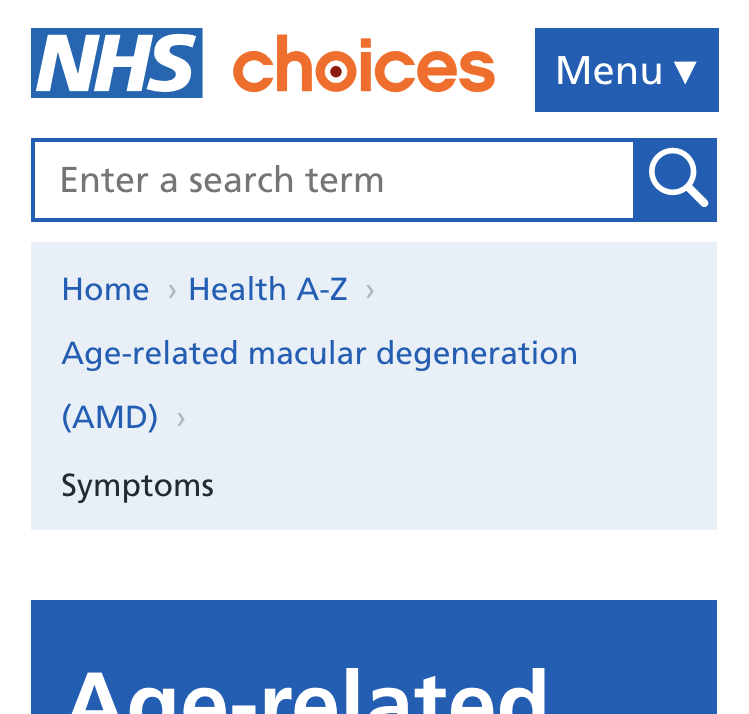 NHS choices Menu ▼
Enter a search term
Home › Health A-Z ›
Age-related macular degeneration
(AMD) ›
Symptoms
Age-related